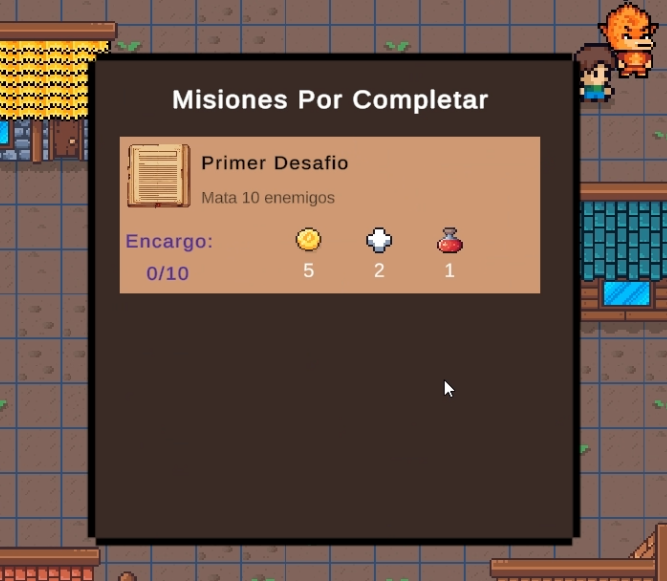 Misiones Por Completar
Primer Desafio
Mata 10 enemigos
Encargo:
0/10
5 2 1